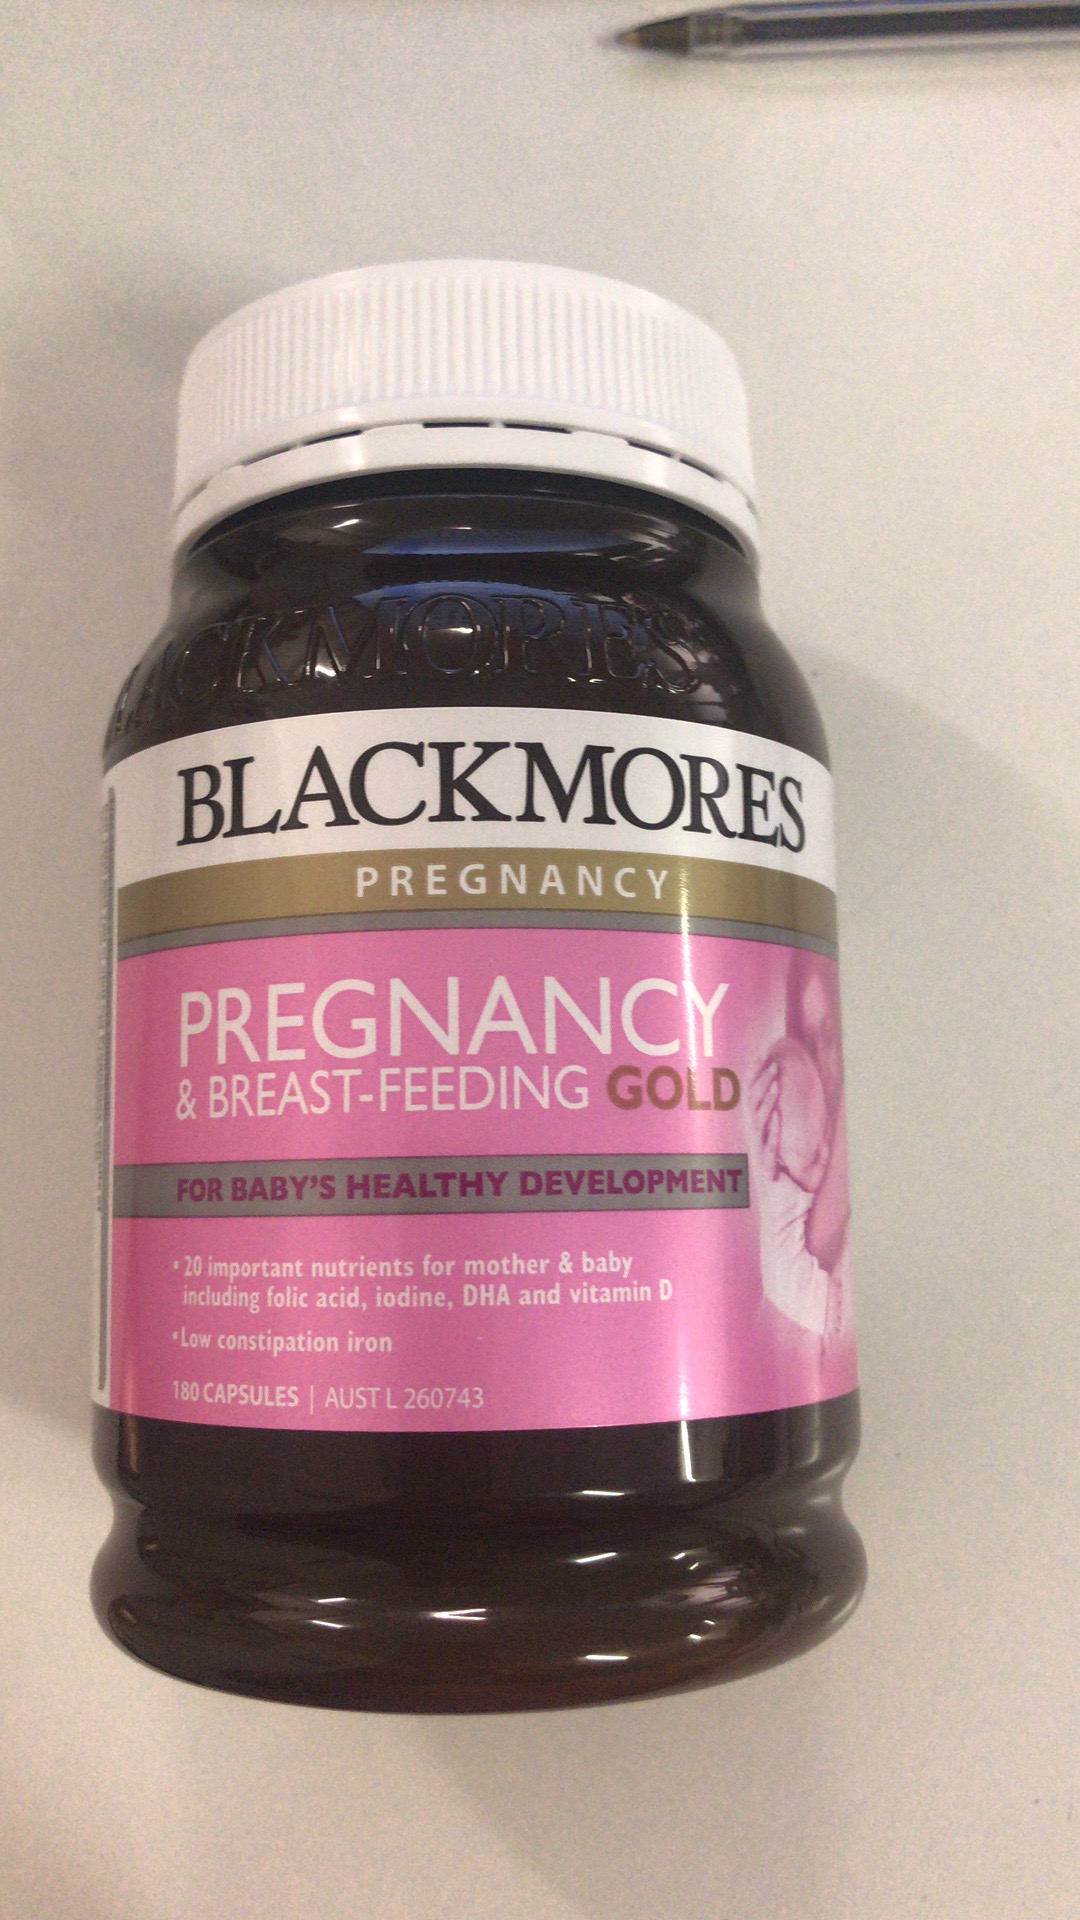 BLACKMORES
BLACKMORES
PREGNANCY
PREGNANCY
& BREAST-FEEDING GOLD
FOR BABY'S HEALTHY DEVELOPMENT
• 20 important nutrients for mother & baby
including folic acid, iodine, DHA and vitamin D
• Low constipation iron
180 CAPSULES | AUST L 260743